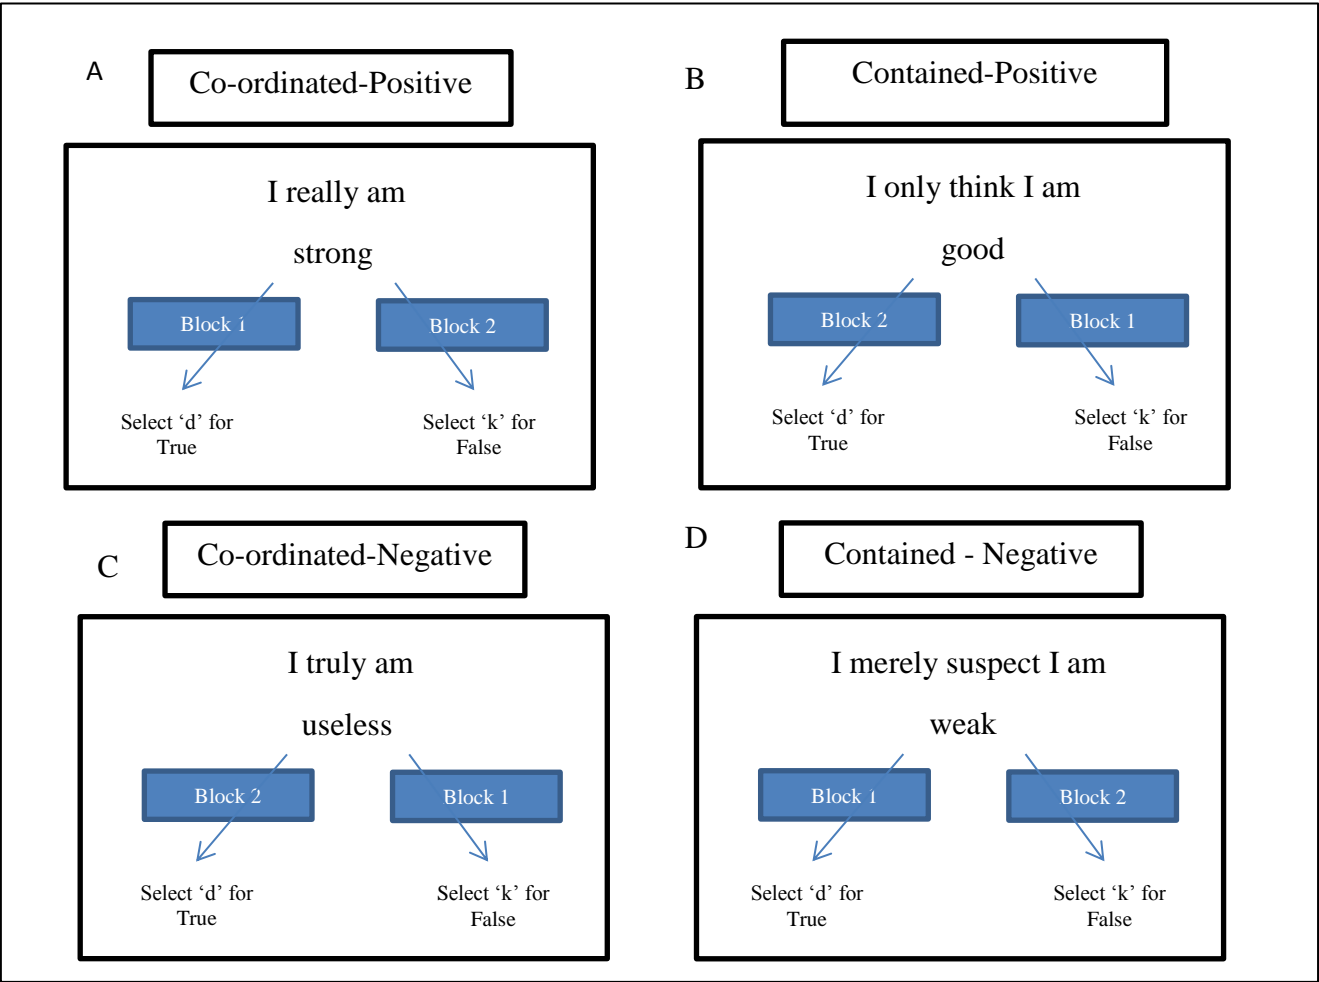 A
Co-ordinated-Positive
I really am
strong
Block 1
Block 2
Select ‘d’ for
True
Select ‘k’ for
False
B
Contained-Positive
I only think I am
good
Block 2
Block 1
Select ‘d’ for
True
Select ‘k’ for
False
C
Co-ordinated-Negative
I truly am
useless
Block 2
Block 1
Select ‘d’ for
True
Select ‘k’ for
False
D
Contained - Negative
I merely suspect I am
weak
Block 1
Block 2
Select ‘d’ for
True
Select ‘k’ for
False